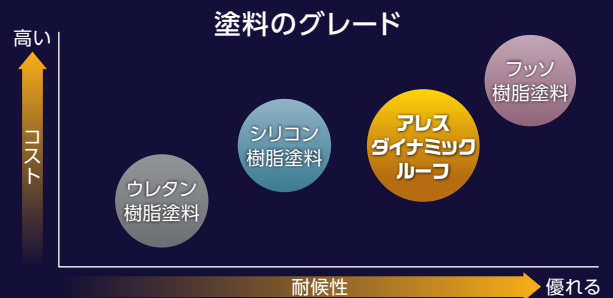 塗料のグレード
高い
コスト
フッソ
樹脂塗料
アレス
ダイナミック
ルーフ
シリコン
樹脂塗料
ウレタン
樹脂塗料
耐候性
優れる